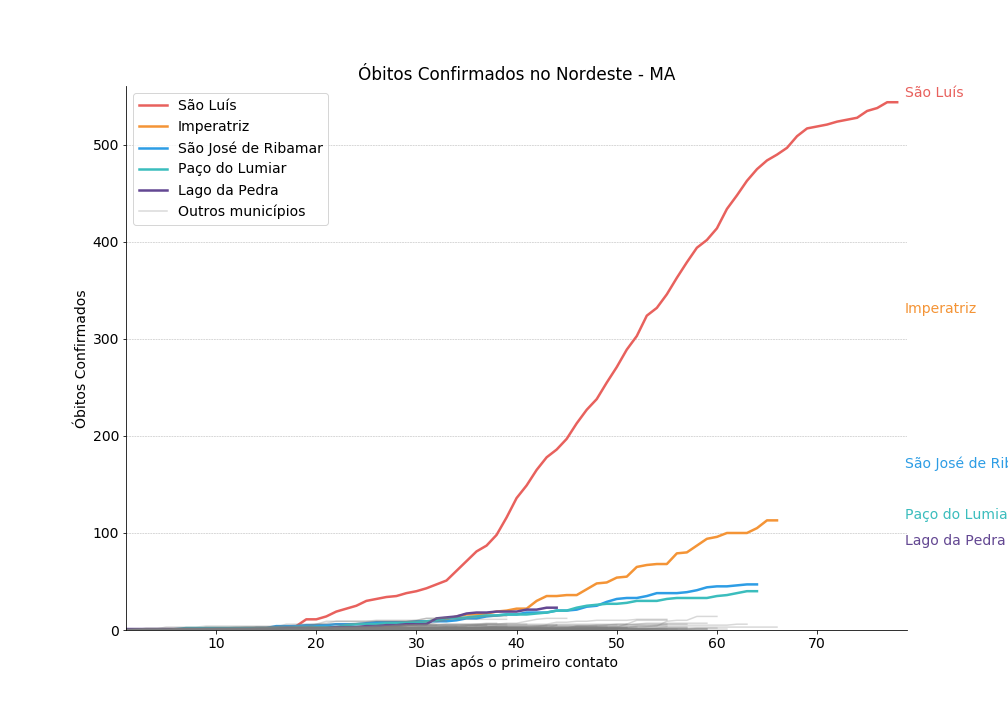 Óbitos Confirmados no Nordeste - MA
São Luís
Imperatriz
São José de Ribamar
Paço do Lumiar
Lago da Pedra
Outros municípios
500
400
300
200
100
0
Óbitos Confirmados
10
20
30
40
50
60
70
Dias após o primeiro contato
São Luís
Imperatriz
São José de Rib
Paço do Lumia
Lago da Pedra